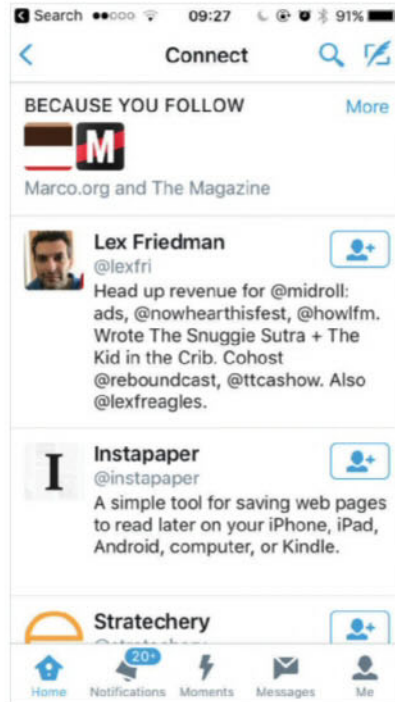 Search 09:27 91%
Connect
BECAUSE YOU FOLLOW More
M
Marco.org and The Magazine
Lex Friedman
@lexfri
Head up revenue for @midroll:
ads, @nowhearthisfest, @howlfm.
Wrote The Snuggie Sutra + The
Kid in the Crib. Cohost
@reboundcast, @ttcashow. Also
@lexfreagles.
I
Instapaper
@instapaper
A simple tool for saving web pages
to read later on your iPhone, iPad,
Android, computer, or Kindle.
Stratechery
20+
Home Notifications Moments Messages Me